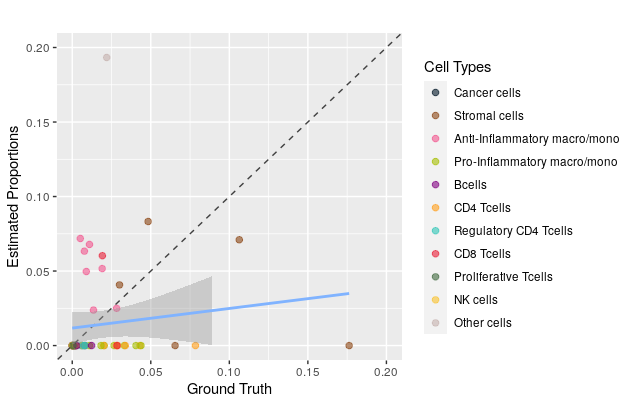 0.20
0.15
0.10
0.05
0.00
Estimated Proportions
0.00 0.05 0.10 0.15 0.20
Ground Truth
Cell Types
Cancer cells
Stromal cells
Anti-Inflammatory macro/mono
Pro-Inflammatory macro/mono
Bcells
CD4 Tcells
Regulatory CD4 Tcells
CD8 Tcells
Proliferative Tcells
NK cells
Other cells